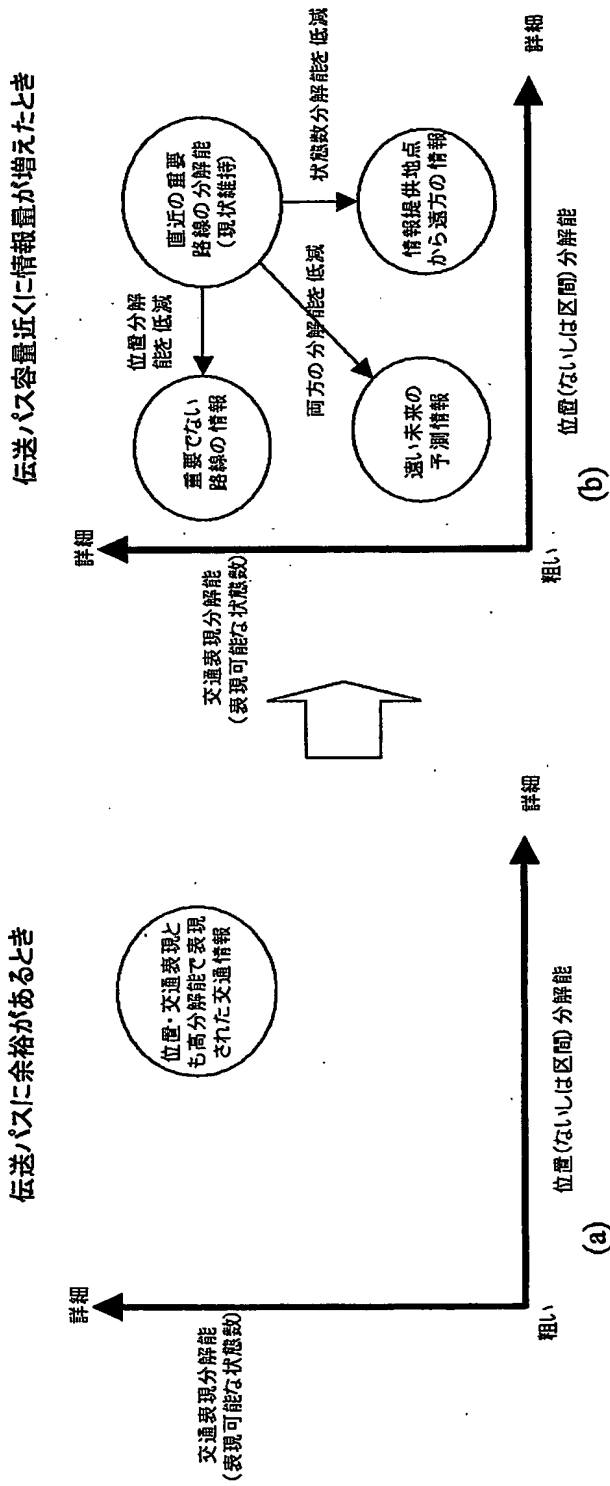 伝送パスに余裕があるとき
交通表現分解能
(表現可能な状態数)
詳細
位置・交通表現と
も高分解能で表現
された交通情報
粗い
位置(ないしは区間)分解能
詳細
(a)
伝送パス容量近くに情報量が増えたとき
交通表現分解能
(表現可能な状態数)
詳細
重要でない
路線の情報
位置分解
能を低減
直近の重要
路線の分解能
(現状維持)
両方の分解能を低減
状態数分解能を低減
遠い未来の
予測情報
情報提供地点
から遠方の情報
粗い
位置(ないしは区間)分解能
詳細
(b)